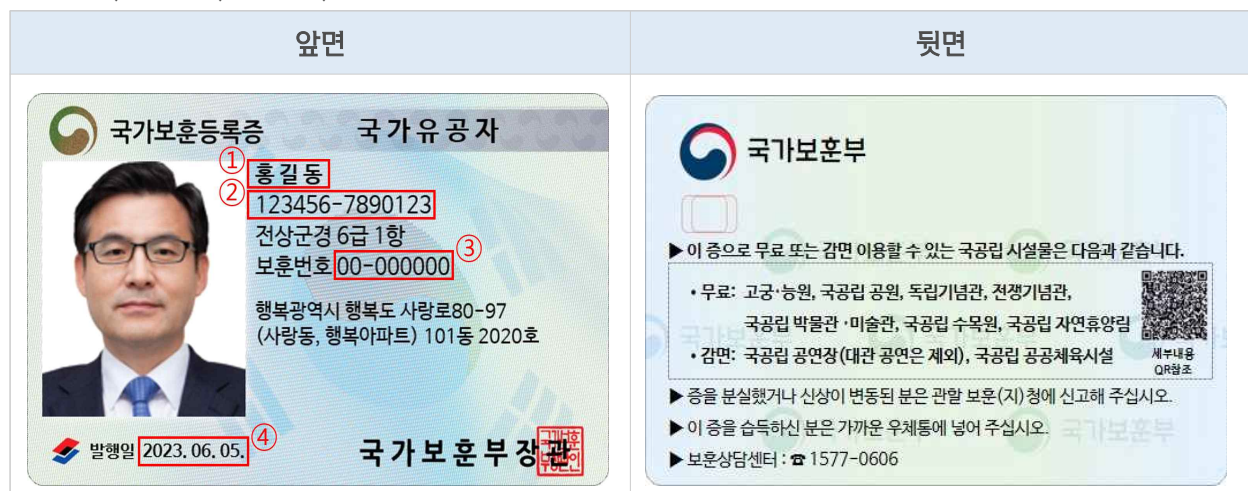 앞면
뒷면
국가보훈등록증 국가유공자
① 홍길동
② 123456-7890123
전상군경 6급 1항
③
보훈번호 00-000000
행복광역시 행복도 사랑로80-97
(사랑동, 행복아파트) 101동 2020호
④
발행일 2023. 06. 05.
국가보훈부장관
국가보훈부
▶ 이 증으로 무료 또는 감면 이용할 수 있는 국공립 시설물은 다음과 같습니다.
• 무료: 고궁·능원, 국공립 공원, 독립기념관, 전쟁기념관,
국공립 박물관·미술관, 국공립 수목원, 국공립 자연휴양림
• 감면: 국공립 공연장(대관 공연은 제외), 국공립 공공체육시설
세부내용
QR참조
▶ 증을 분실했거나 신상이 변동된 분은 관할 보훈(지)청에 신고해 주십시오.
▶ 이 증을 습득하신 분은 가까운 우체통에 넣어 주십시오.
국가보훈부
▶ 보훈상담센터 : ☎ 1577-0606